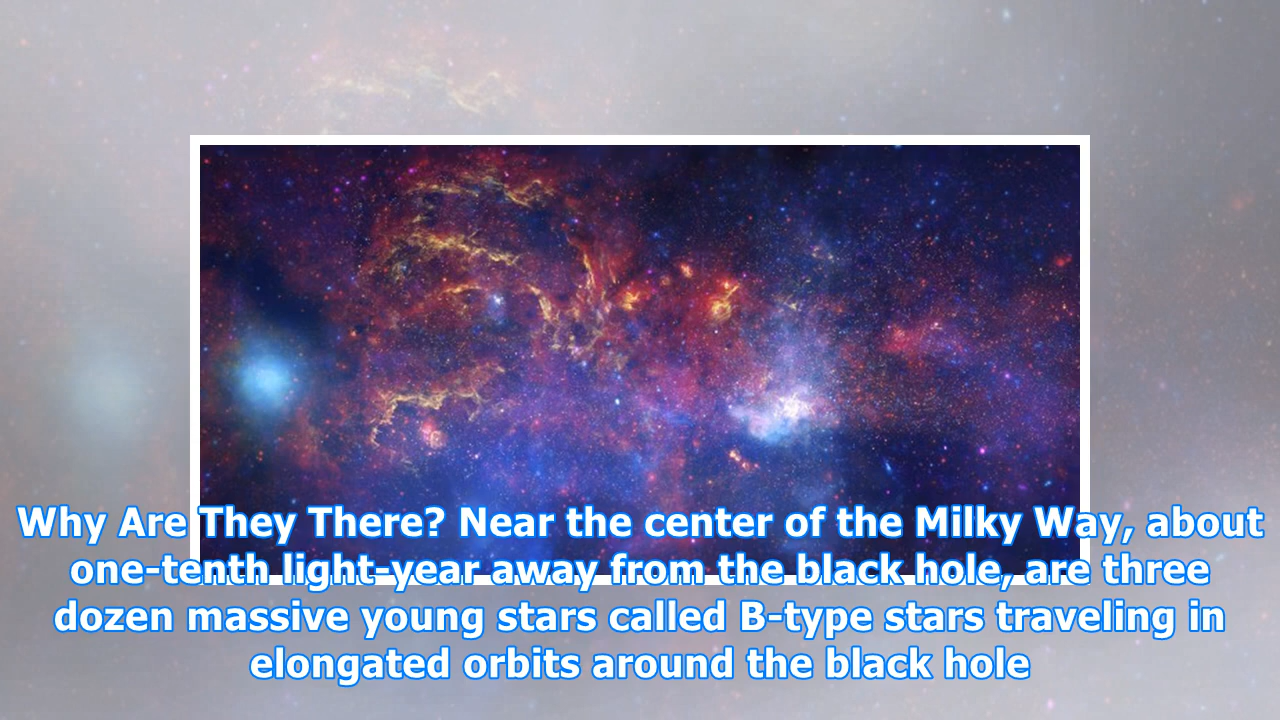 Why Are They There? Near the center of the Milky Way, about
one-tenth light-year away from the black hole, are three
dozen massive young stars called B-type stars traveling in
elongated orbits around the black hole